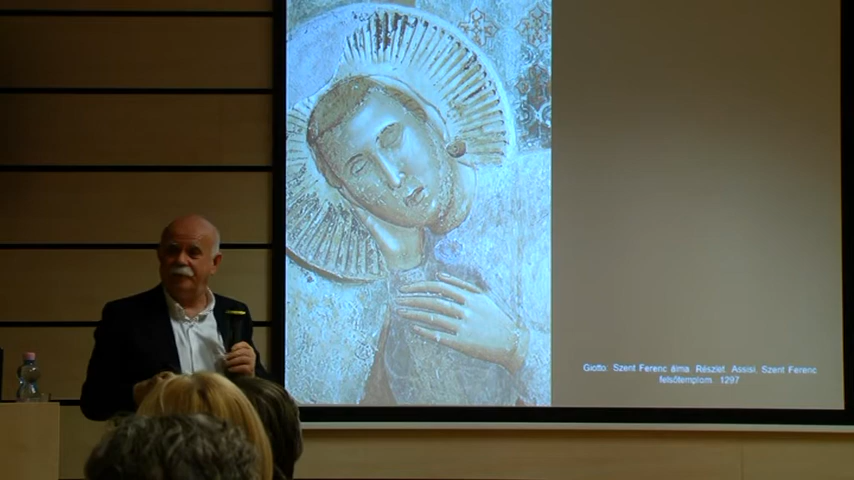 Giotto: Szent Ferenc álma. Részlet. Assisi, Szent Ferenc
felsőtemplom. 1297